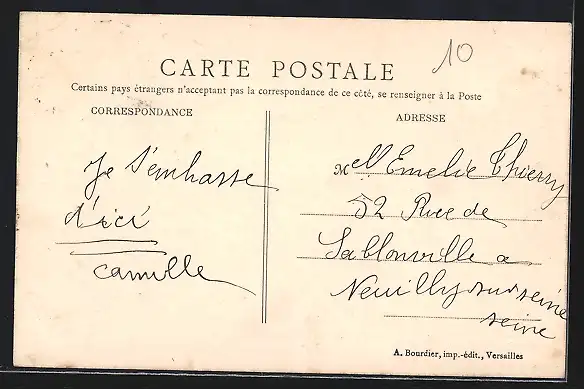 10
CARTE POSTALE
Certains pays étrangers n'acceptant pas la correspondance de ce côté, se renseigner à la Poste
CORRESPONDANCE
ADRESSE
Je t'embrasse
d'ici
Camille
Mell Emelie Thierry
52 Rue de
Sablonville a
Neuilly sur seine
seine
A. Bourdier, imp.-édit., Versailles